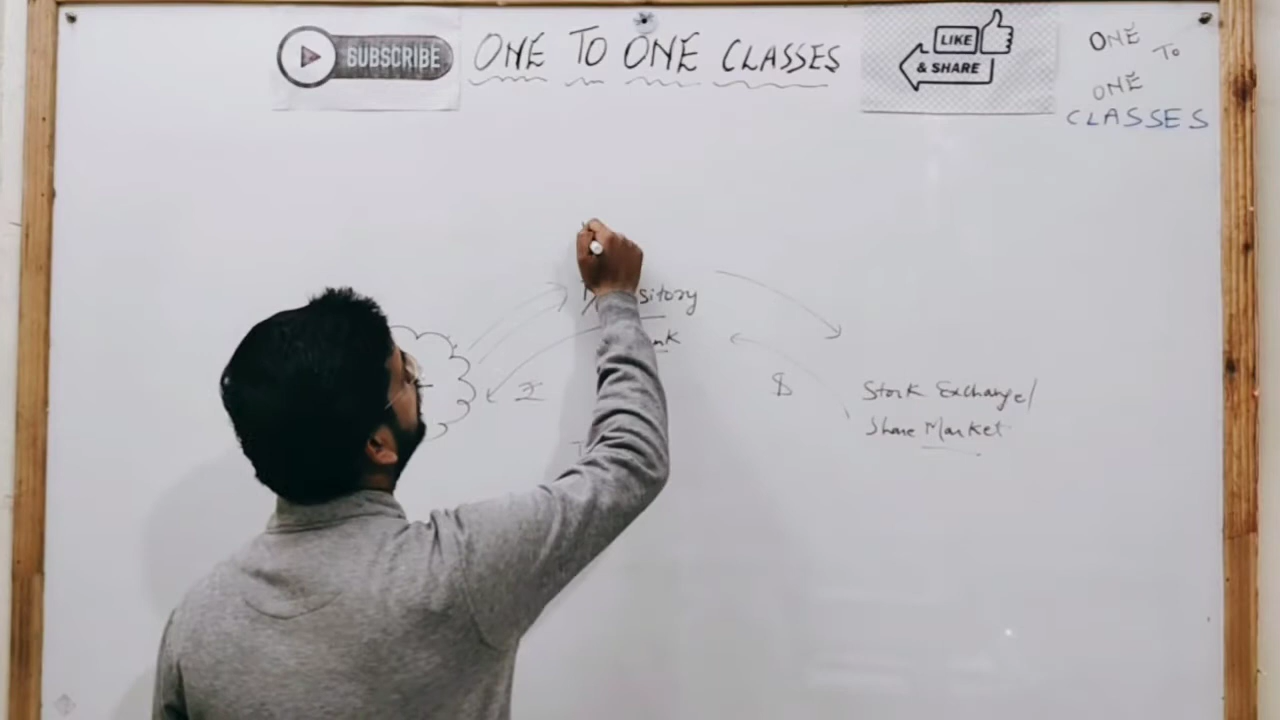 SUBSCRIBE
ONE TO ONE CLASSES
LIKE
& SHARE
ONE
TO
ONE
CLASSES
$
Stock Exchange/
Share Market